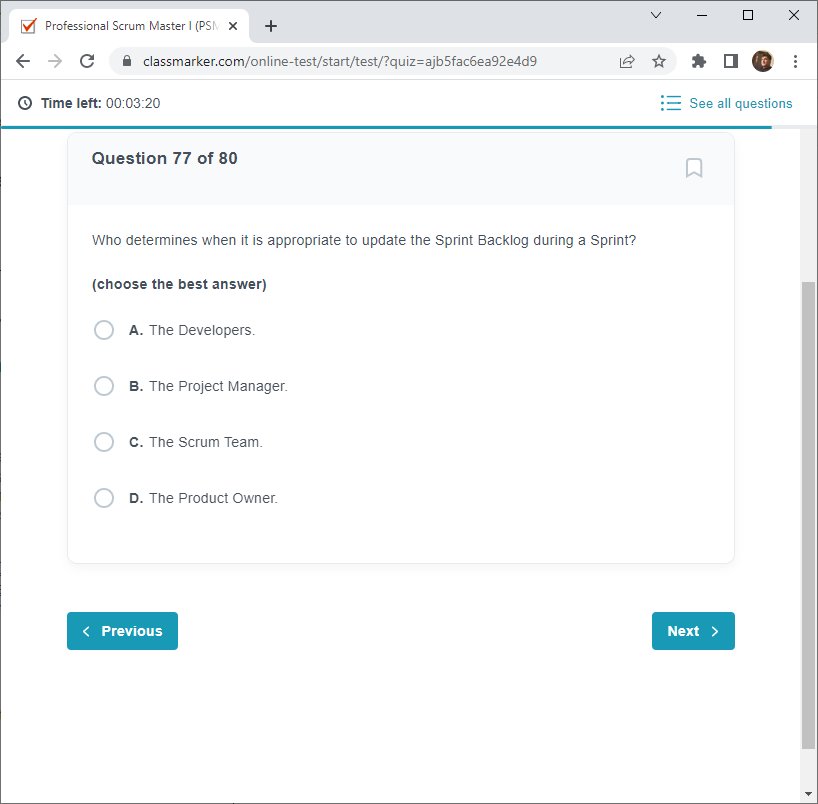 Professional Scrum Master I (PSM
classmarker.com/online-test/start/test/?quiz=ajb5fac6ea92e4d9
Time left: 00:03:20
See all questions
Question 77 of 80
Who determines when it is appropriate to update the Sprint Backlog during a Sprint?
(choose the best answer)
A. The Developers.
B. The Project Manager.
C. The Scrum Team.
D. The Product Owner.
Previous
Next